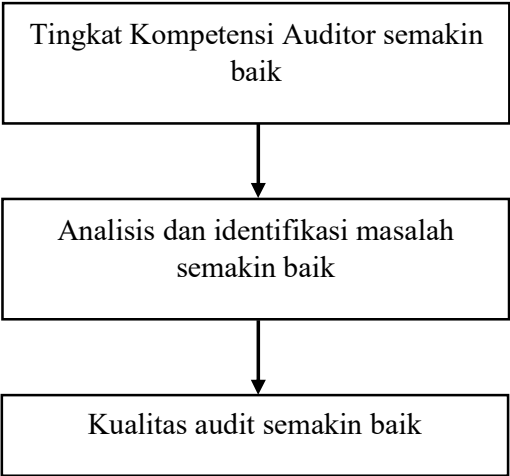 Tingkat Kompetensi Auditor semakin
baik
Analisis dan identifikasi masalah
semakin baik
Kualitas audit semakin baik